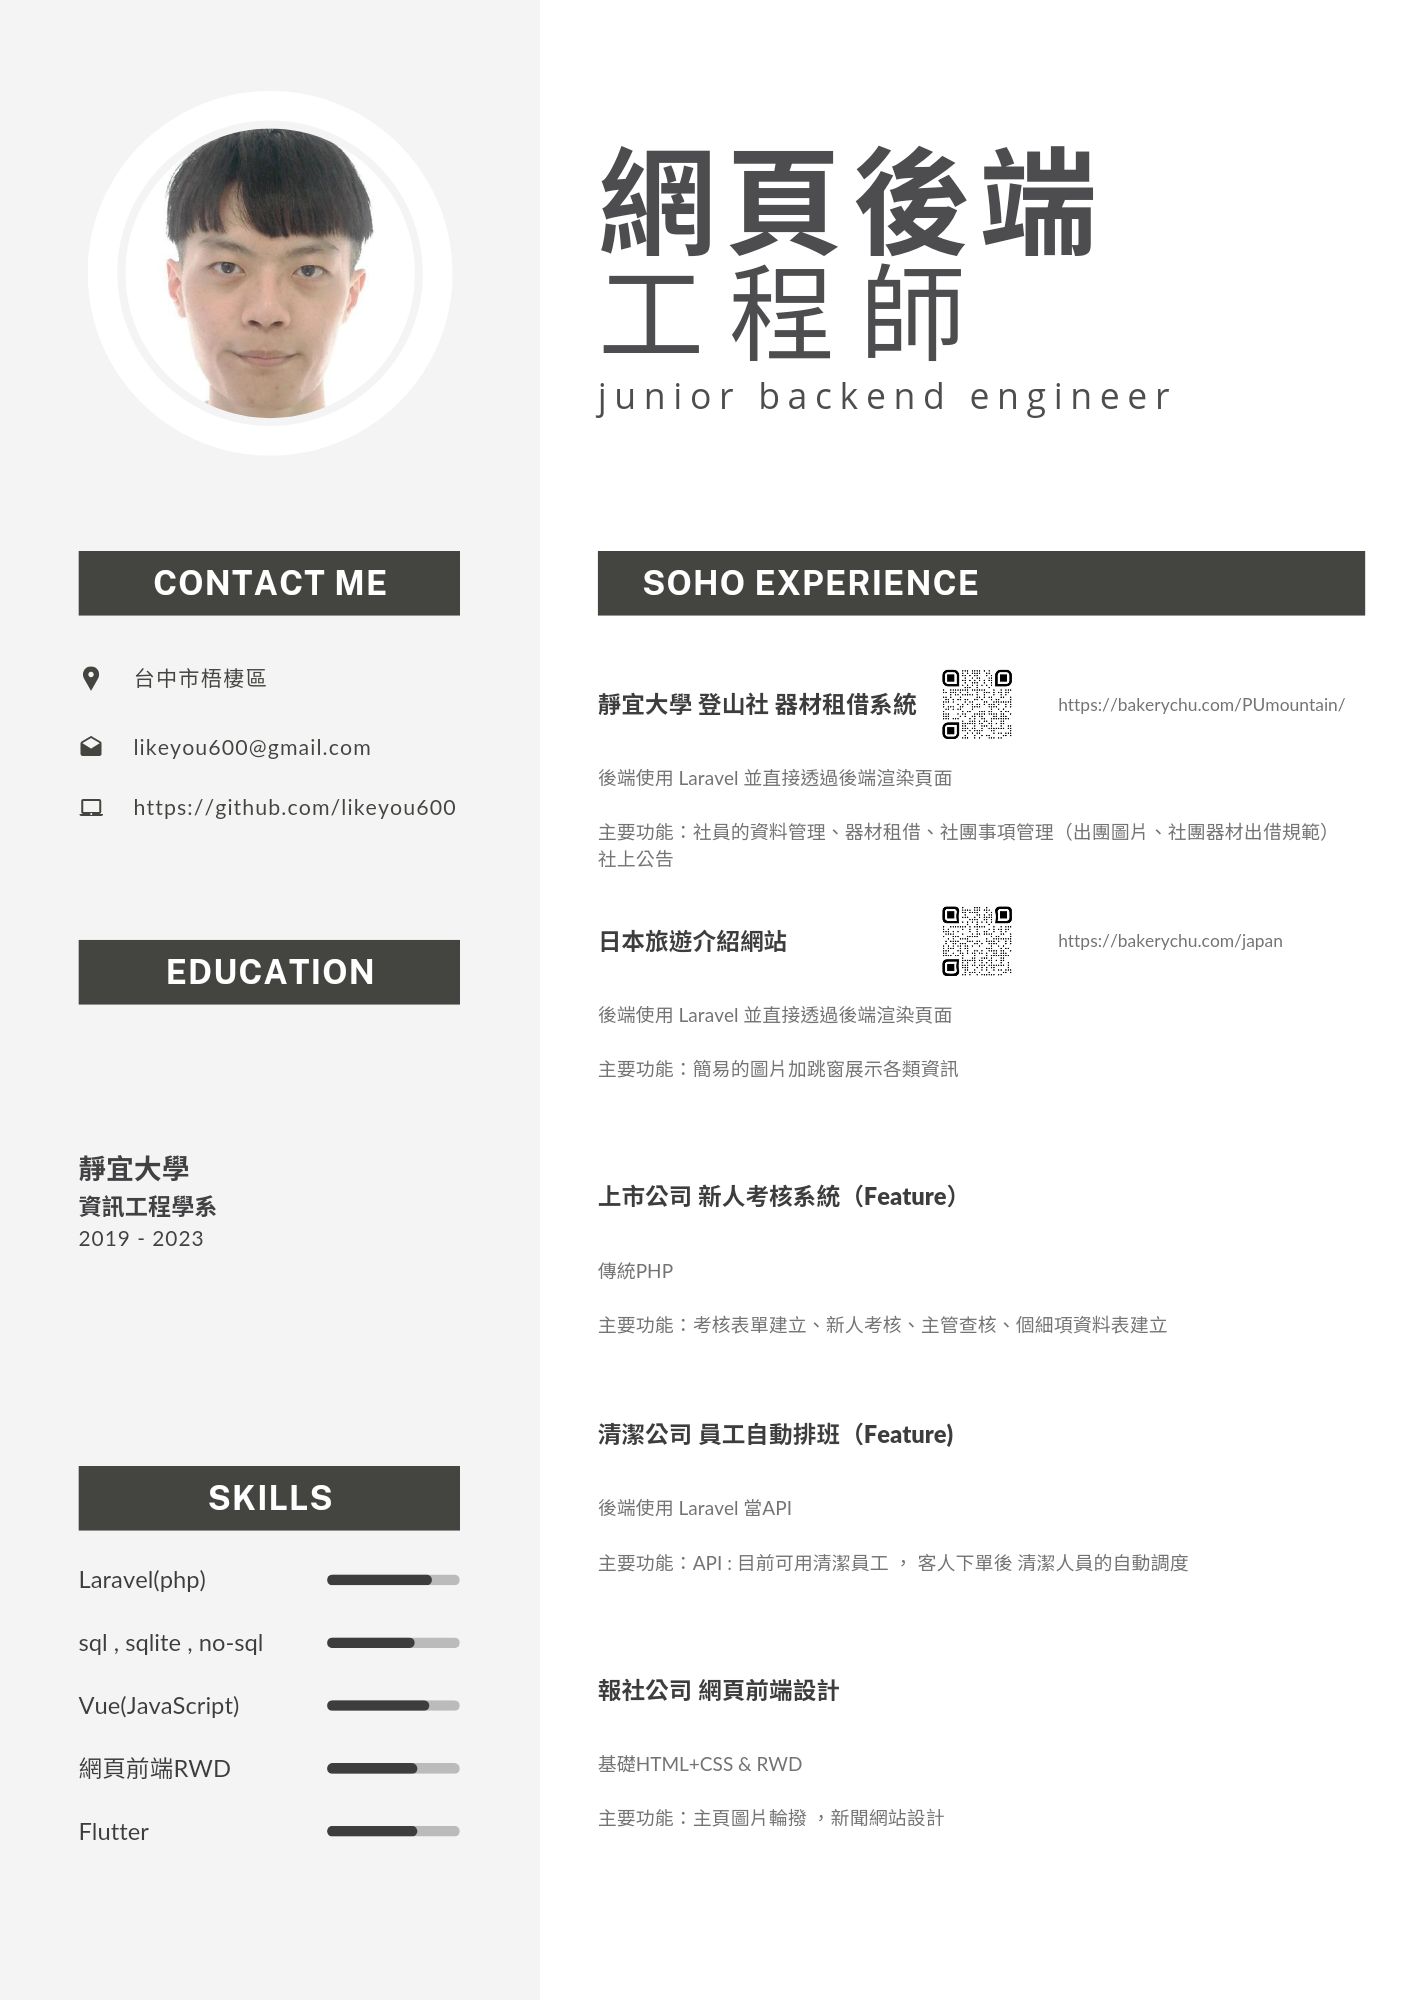 網頁後端
工程師
junior backend engineer
CONTACT ME
台中市梧棲區
likeyou600@gmail.com
https://github.com/likeyou600
EDUCATION
靜宜大學
資訊工程學系
2019 - 2023
SKILLS
Laravel(php)
sql , sqlite , no-sql
Vue(JavaScript)
網頁前端RWD
Flutter
SOHO EXPERIENCE
靜宜大學 登山社 器材租借系統
https://bakerychu.com/PUmountain/
後端使用 Laravel 並直接透過後端渲染頁面
主要功能：社員的資料管理、器材租借、社團事項管理（出團圖片、社團器材出借規範）
社上公告
日本旅遊介紹網站
https://bakerychu.com/japan
後端使用 Laravel 並直接透過後端渲染頁面
主要功能：簡易的圖片加跳窗展示各類資訊
上市公司 新人考核系統（Feature）
傳統PHP
主要功能：考核表單建立、新人考核、主管查核、個細項資料表建立
清潔公司 員工自動排班（Feature)
後端使用 Laravel 當API
主要功能：API : 目前可用清潔員工 ， 客人下單後 清潔人員的自動調度
報社公司 網頁前端設計
基礎HTML+CSS & RWD
主要功能：主頁圖片輪撥 ，新聞網站設計